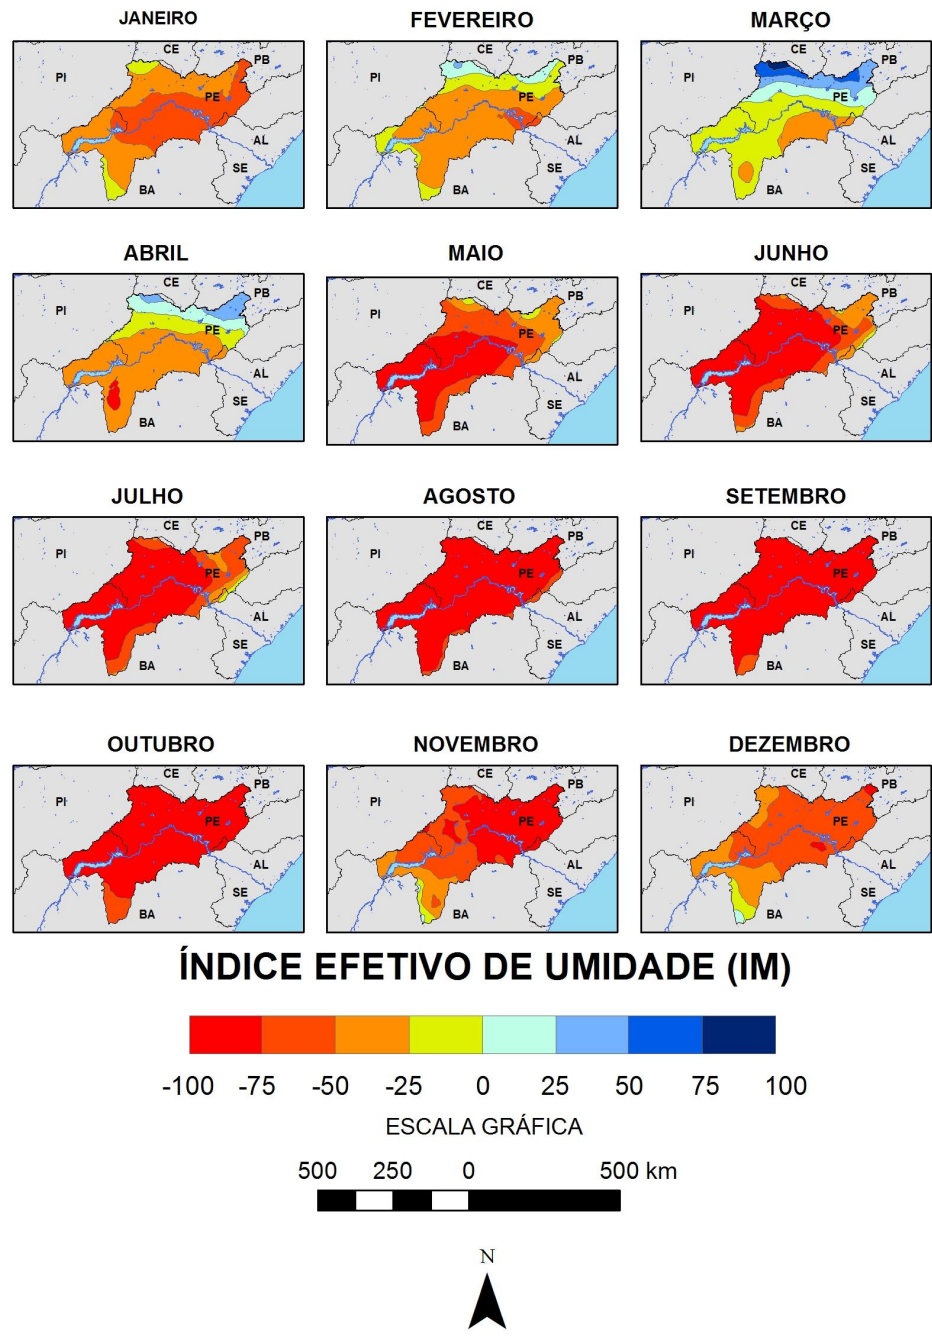 JANEIRO
FEVEREIRO
MARÇO
CE
PB
PI
PE
AL
SE
BA
CE
PB
PI
PE
AL
SE
BA
CE
PB
PI
PE
AL
SE
BA
ABRIL
MAIO
JUNHO
CE
PB
PI
PE
AL
SE
BA
CE
PB
PI
PE
AL
SE
BA
CE
PB
PI
PE
AL
SE
BA
JULHO
AGOSTO
SETEMBRO
CE
PB
PI
PE
AL
SE
BA
CE
PB
PI
PE
AL
SE
BA
CE
PB
PI
PE
AL
SE
BA
OUTUBRO
NOVEMBRO
DEZEMBRO
CE
PB
PI
PE
AL
SE
BA
CE
PB
PI
PE
AL
SE
BA
CE
PB
PI
PE
AL
SE
BA
ÍNDICE EFETIVO DE UMIDADE (IM)
-100 -75 -50 -25 0 25 50 75 100
ESCALA GRÁFICA
500 250 0 500 km
N